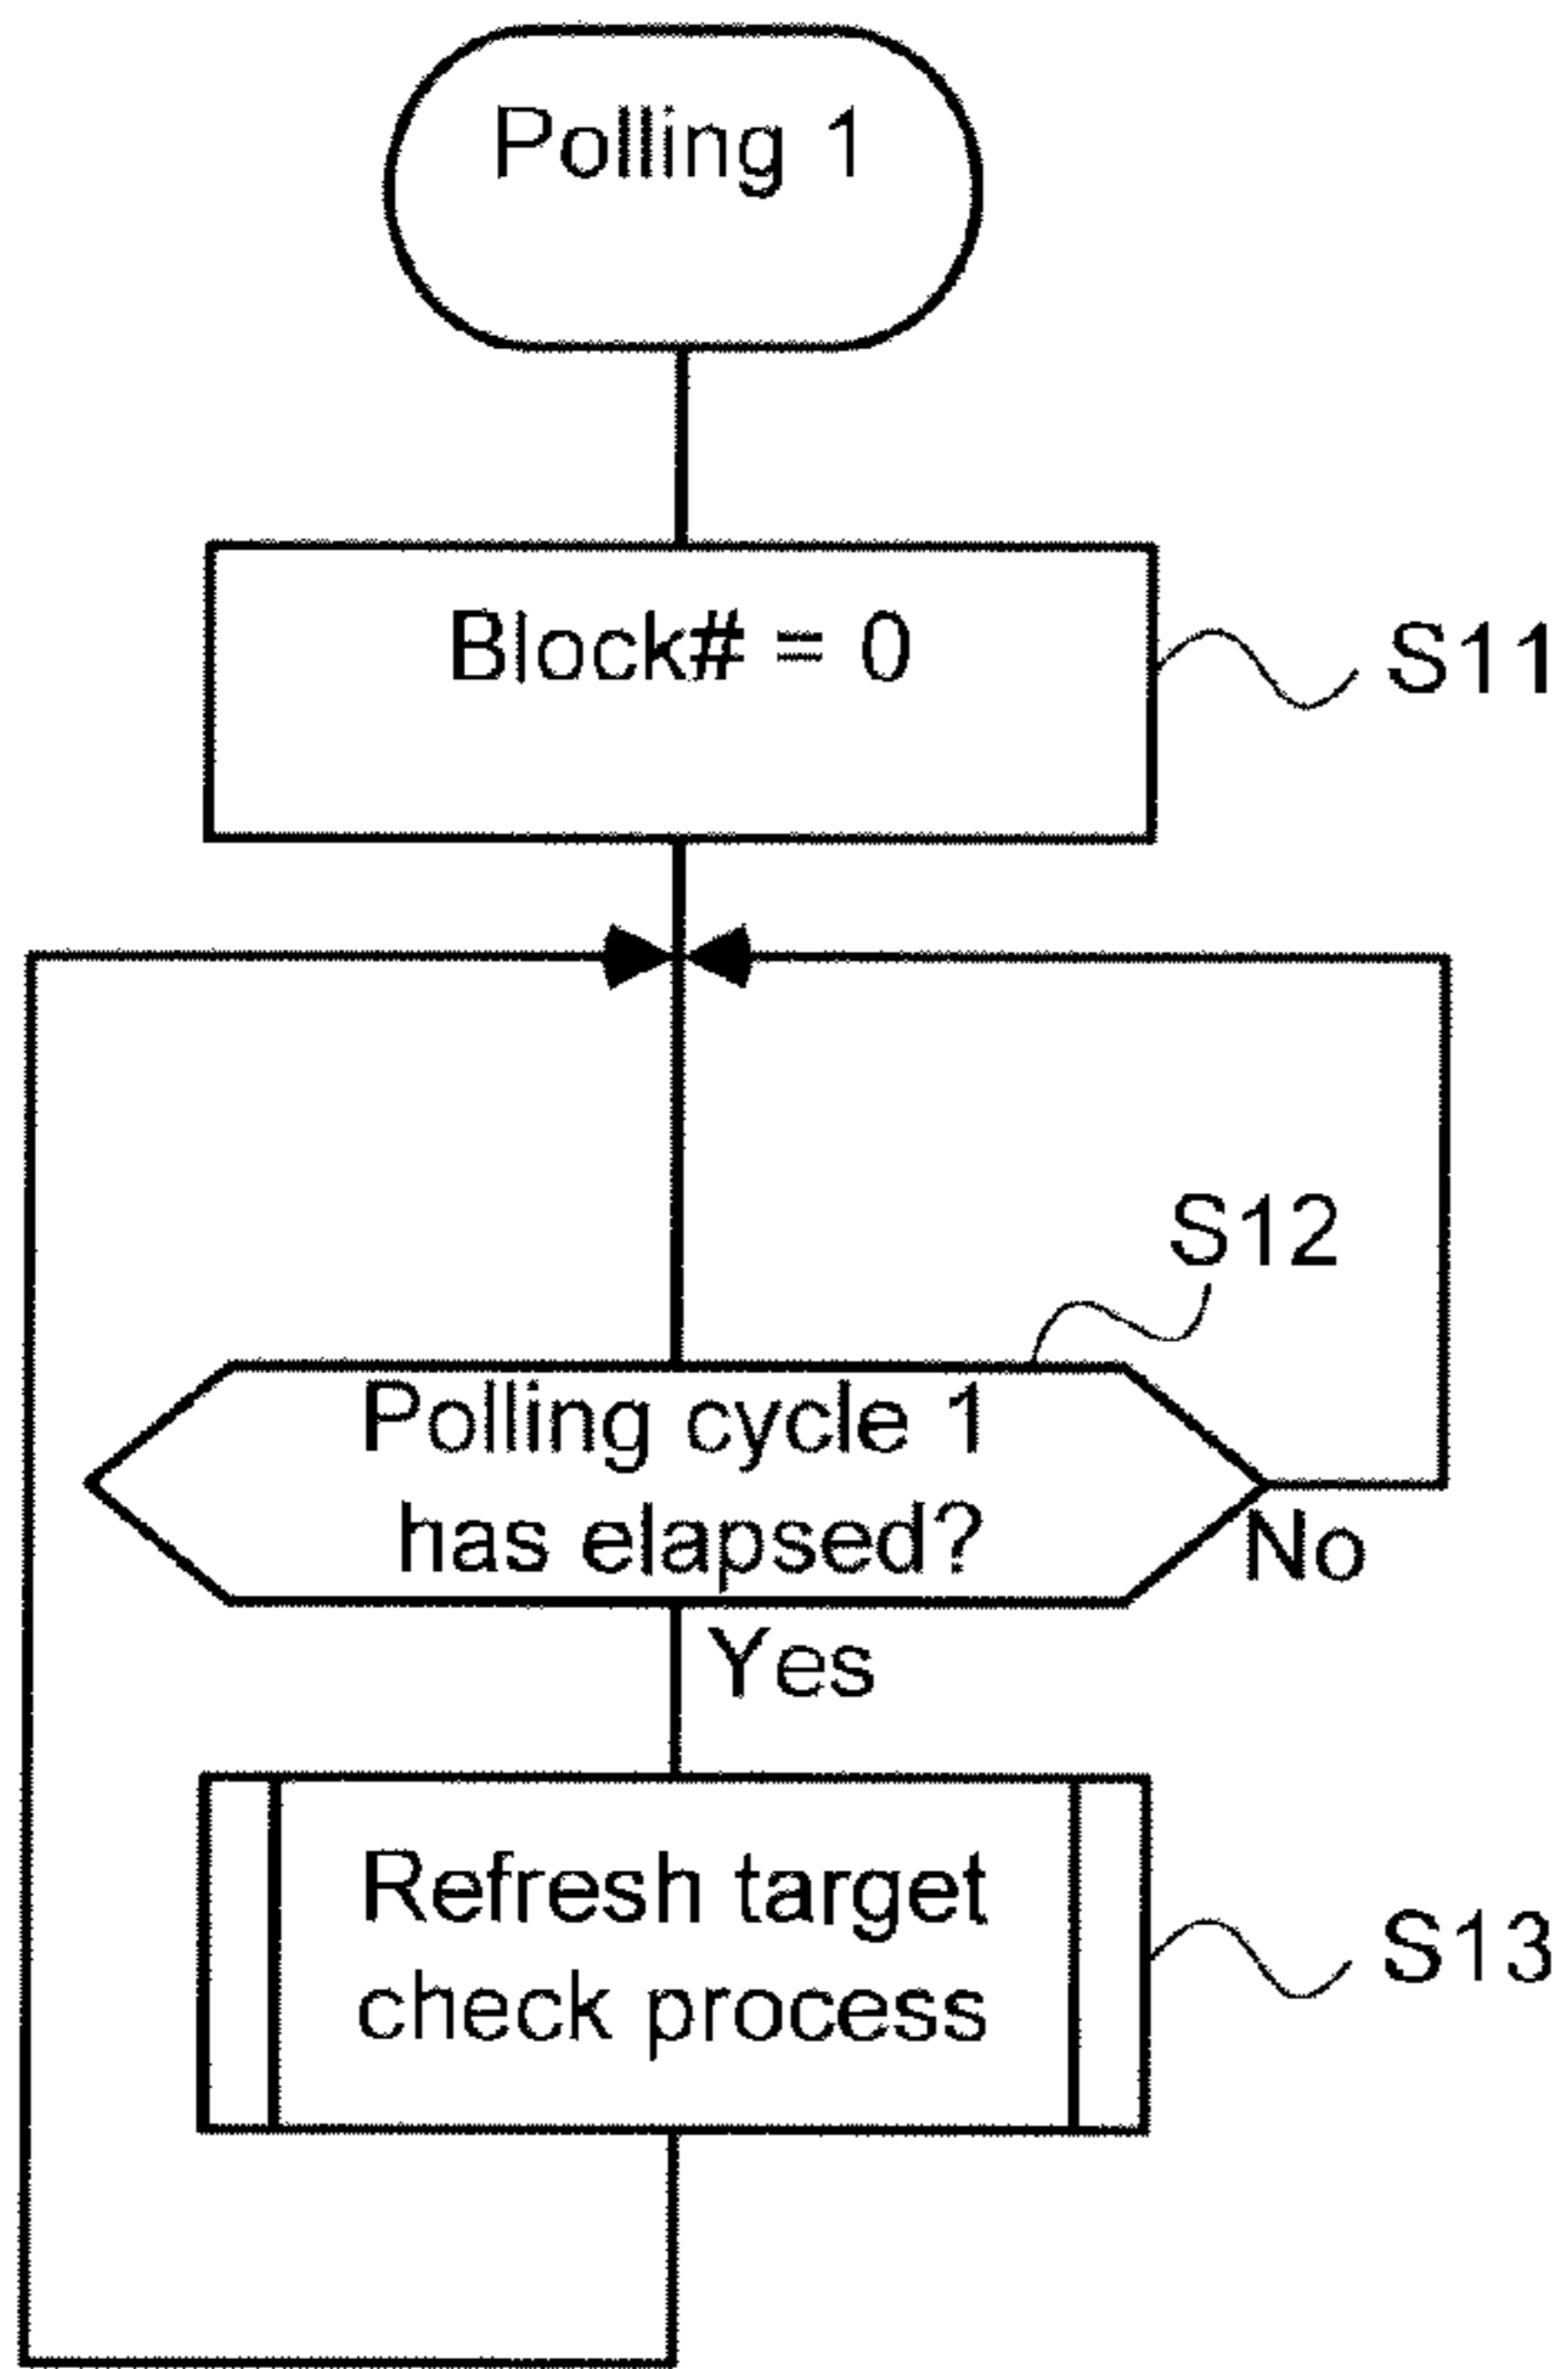 Polling 1
Block# = 0
S11
S12
Polling cycle 1
has elapsed?
No
Yes
Refresh target
check process
S13